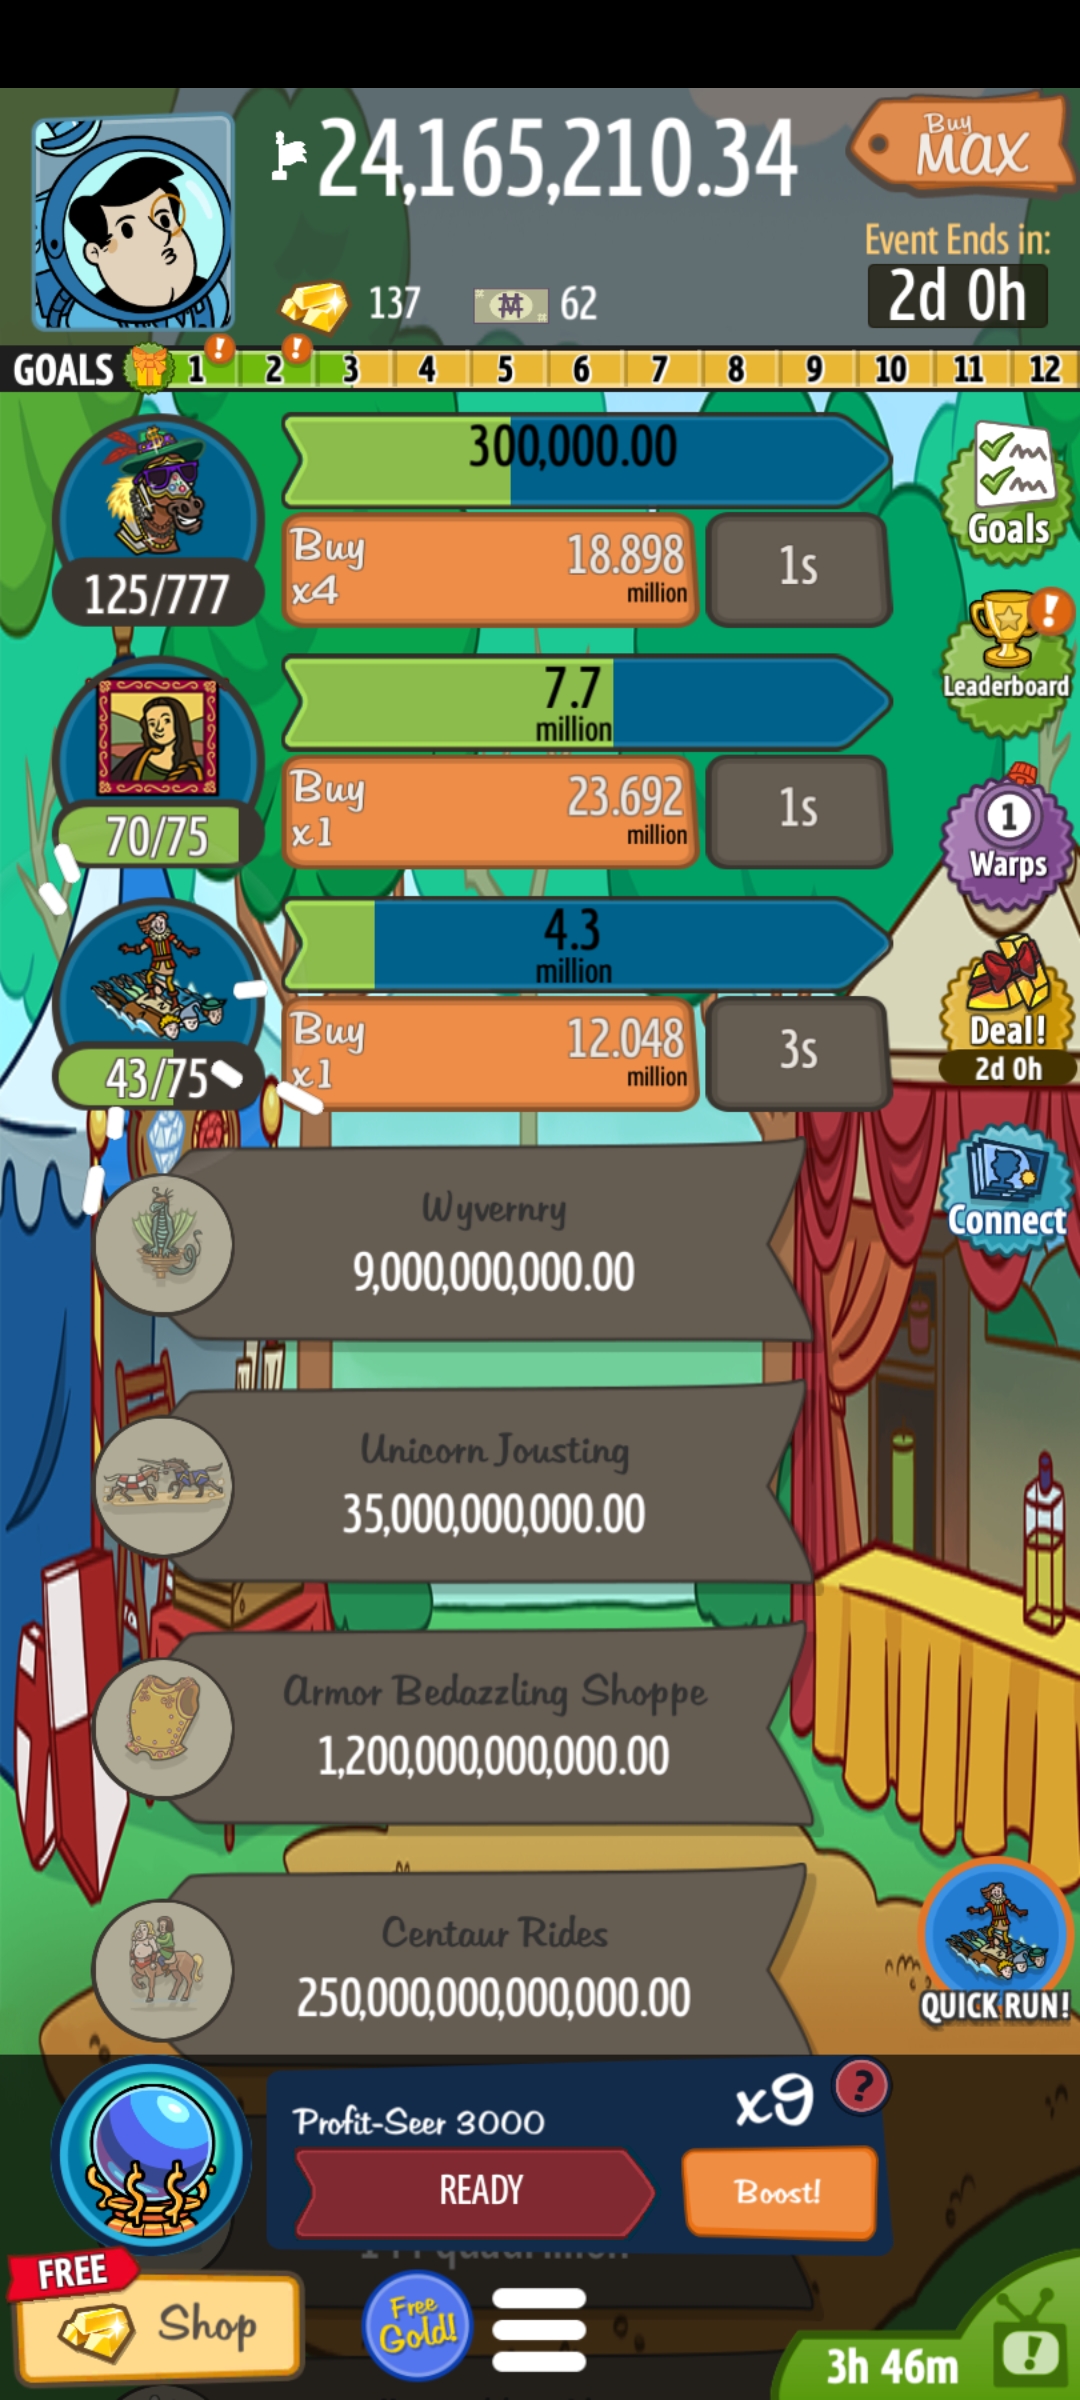 24,165,210.34
Buy
MAX
Event Ends in:
2d 0h
137
62
GOALS 1 2 3 4 5 6 7 8 9 10 11 12
! !
300,000.00
Buy
x4
18.898
million
1s
125/777
Goals
7.7
million
!
Leaderboard
Buy
x1
23.692
million
1s
70/75
1
Warps
4.3
million
Buy
x1
12.048
million
3s
43/75
Deal!
2d 0h
Wyvernry
9,000,000,000.00
Connect
Unicorn Jousting
35,000,000,000.00
Armor Bedazzling Shoppe
1,200,000,000,000.00
Centaur Rides
250,000,000,000,000.00
QUICK RUN!
Profit-Seer 3000
x9
?
READY
Boost!
FREE
Shop
Free
Gold!
3h 46m
!